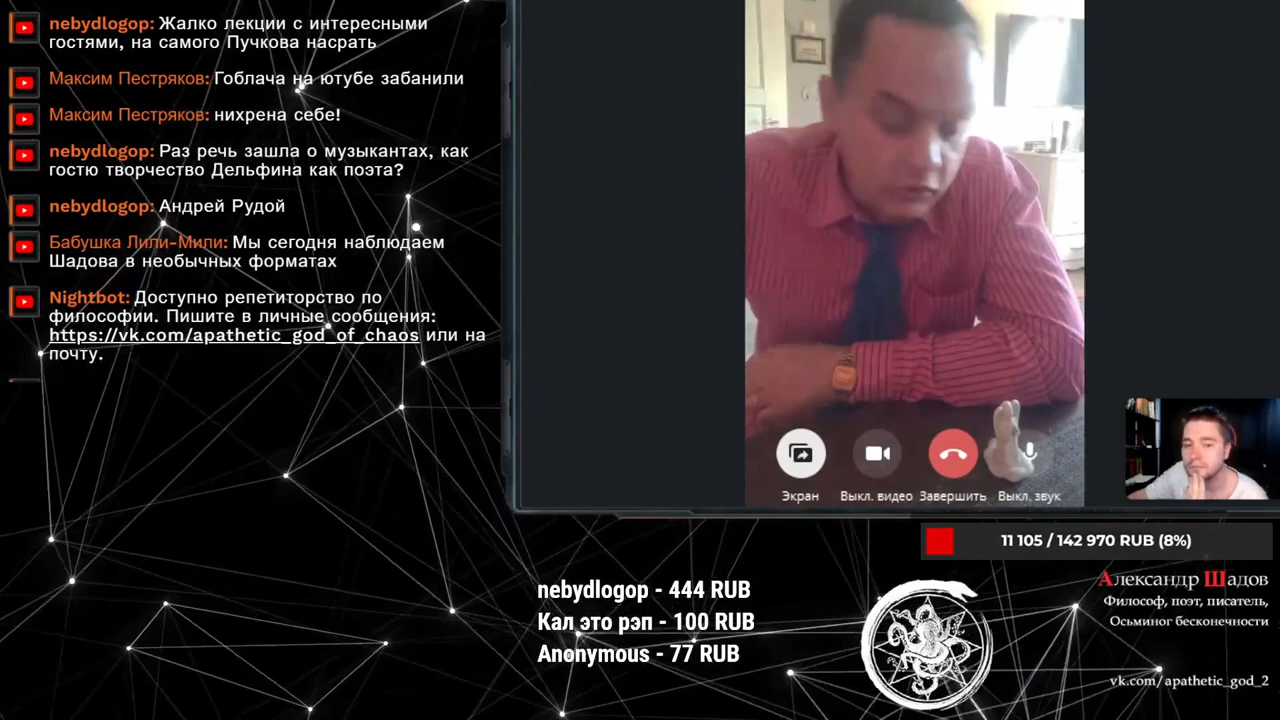 nebydlogop: Жалко лекции с интересными
гостями, на самого Пучкова насрать
Максим Пестряков: Гоблача на ютубе забанили
Максим Пестряков: нихрена себе!
nebydlogop: Раз речь зашла о музыкантах, как
гостю творчество Дельфина как поэта?
nebydlogop: Андрей Рудой
Бабушка Лили-Мили: Мы сегодня наблюдаем
Шадова в необычных форматах
Nightbot: Доступно репетиторство по
философии. Пишите в личные сообщения:
https://vk.com/apathetic_god_of_chaos или на
почту.
Экран
Выкл. видео
Завершить
Выкл. звук
11 105 / 142 970 RUB (8%)
nebydlogop - 444 RUB
Кал это рэп - 100 RUB
Anonymous - 77 RUB
Александр Шадов
Философ, поэт, писатель,
Осьминог бесконечности
vk.com/apathetic_god_2